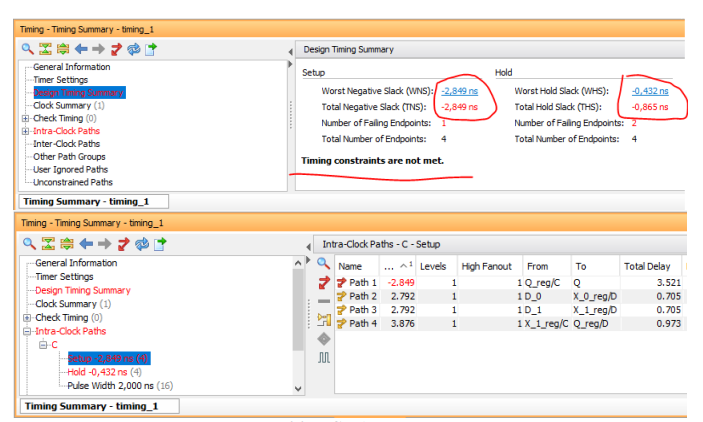 Timing - Timing Summary - timing_1
Design Timing Summary
General Information
Timer Settings
Design Timing Summary
Clock Summary (1)
Check Timing (0)
Intra-Clock Paths
Inter-Clock Paths
Other Path Groups
User Ignored Paths
Unconstrained Paths
Setup Hold
Worst Negative Slack (WNS): -2,849 ns Worst Hold Slack (WHS): -0,432 ns
Total Negative Slack (TNS): -2,849 ns Total Hold Slack (THS): -0,865 ns
Number of Failing Endpoints: 1 Number of Failing Endpoints: 2
Total Number of Endpoints: 4 Total Number of Endpoints: 4
Timing constraints are not met.
Timing Summary - timing_1
Timing - Timing Summary - timing_1
Intra-Clock Paths - C - Setup
General Information
Timer Settings
Design Timing Summary
Clock Summary (1)
Check Timing (0)
Intra-Clock Paths
C
Setup -2,849 ns (4)
Hold -0,432 ns (4)
Pulse Width 2,000 ns (16)
Name ... ^1 Levels High Fanout From To Total Delay
Path 1 -2.849 1 1 Q_reg/C Q 3.521
Path 2 2.792 1 1 D_0 X_0_reg/D 0.705
Path 3 2.792 1 1 D_1 X_1_reg/D 0.705
Path 4 3.876 1 1 X_1_reg/C Q_reg/D 0.973
Timing Summary - timing_1